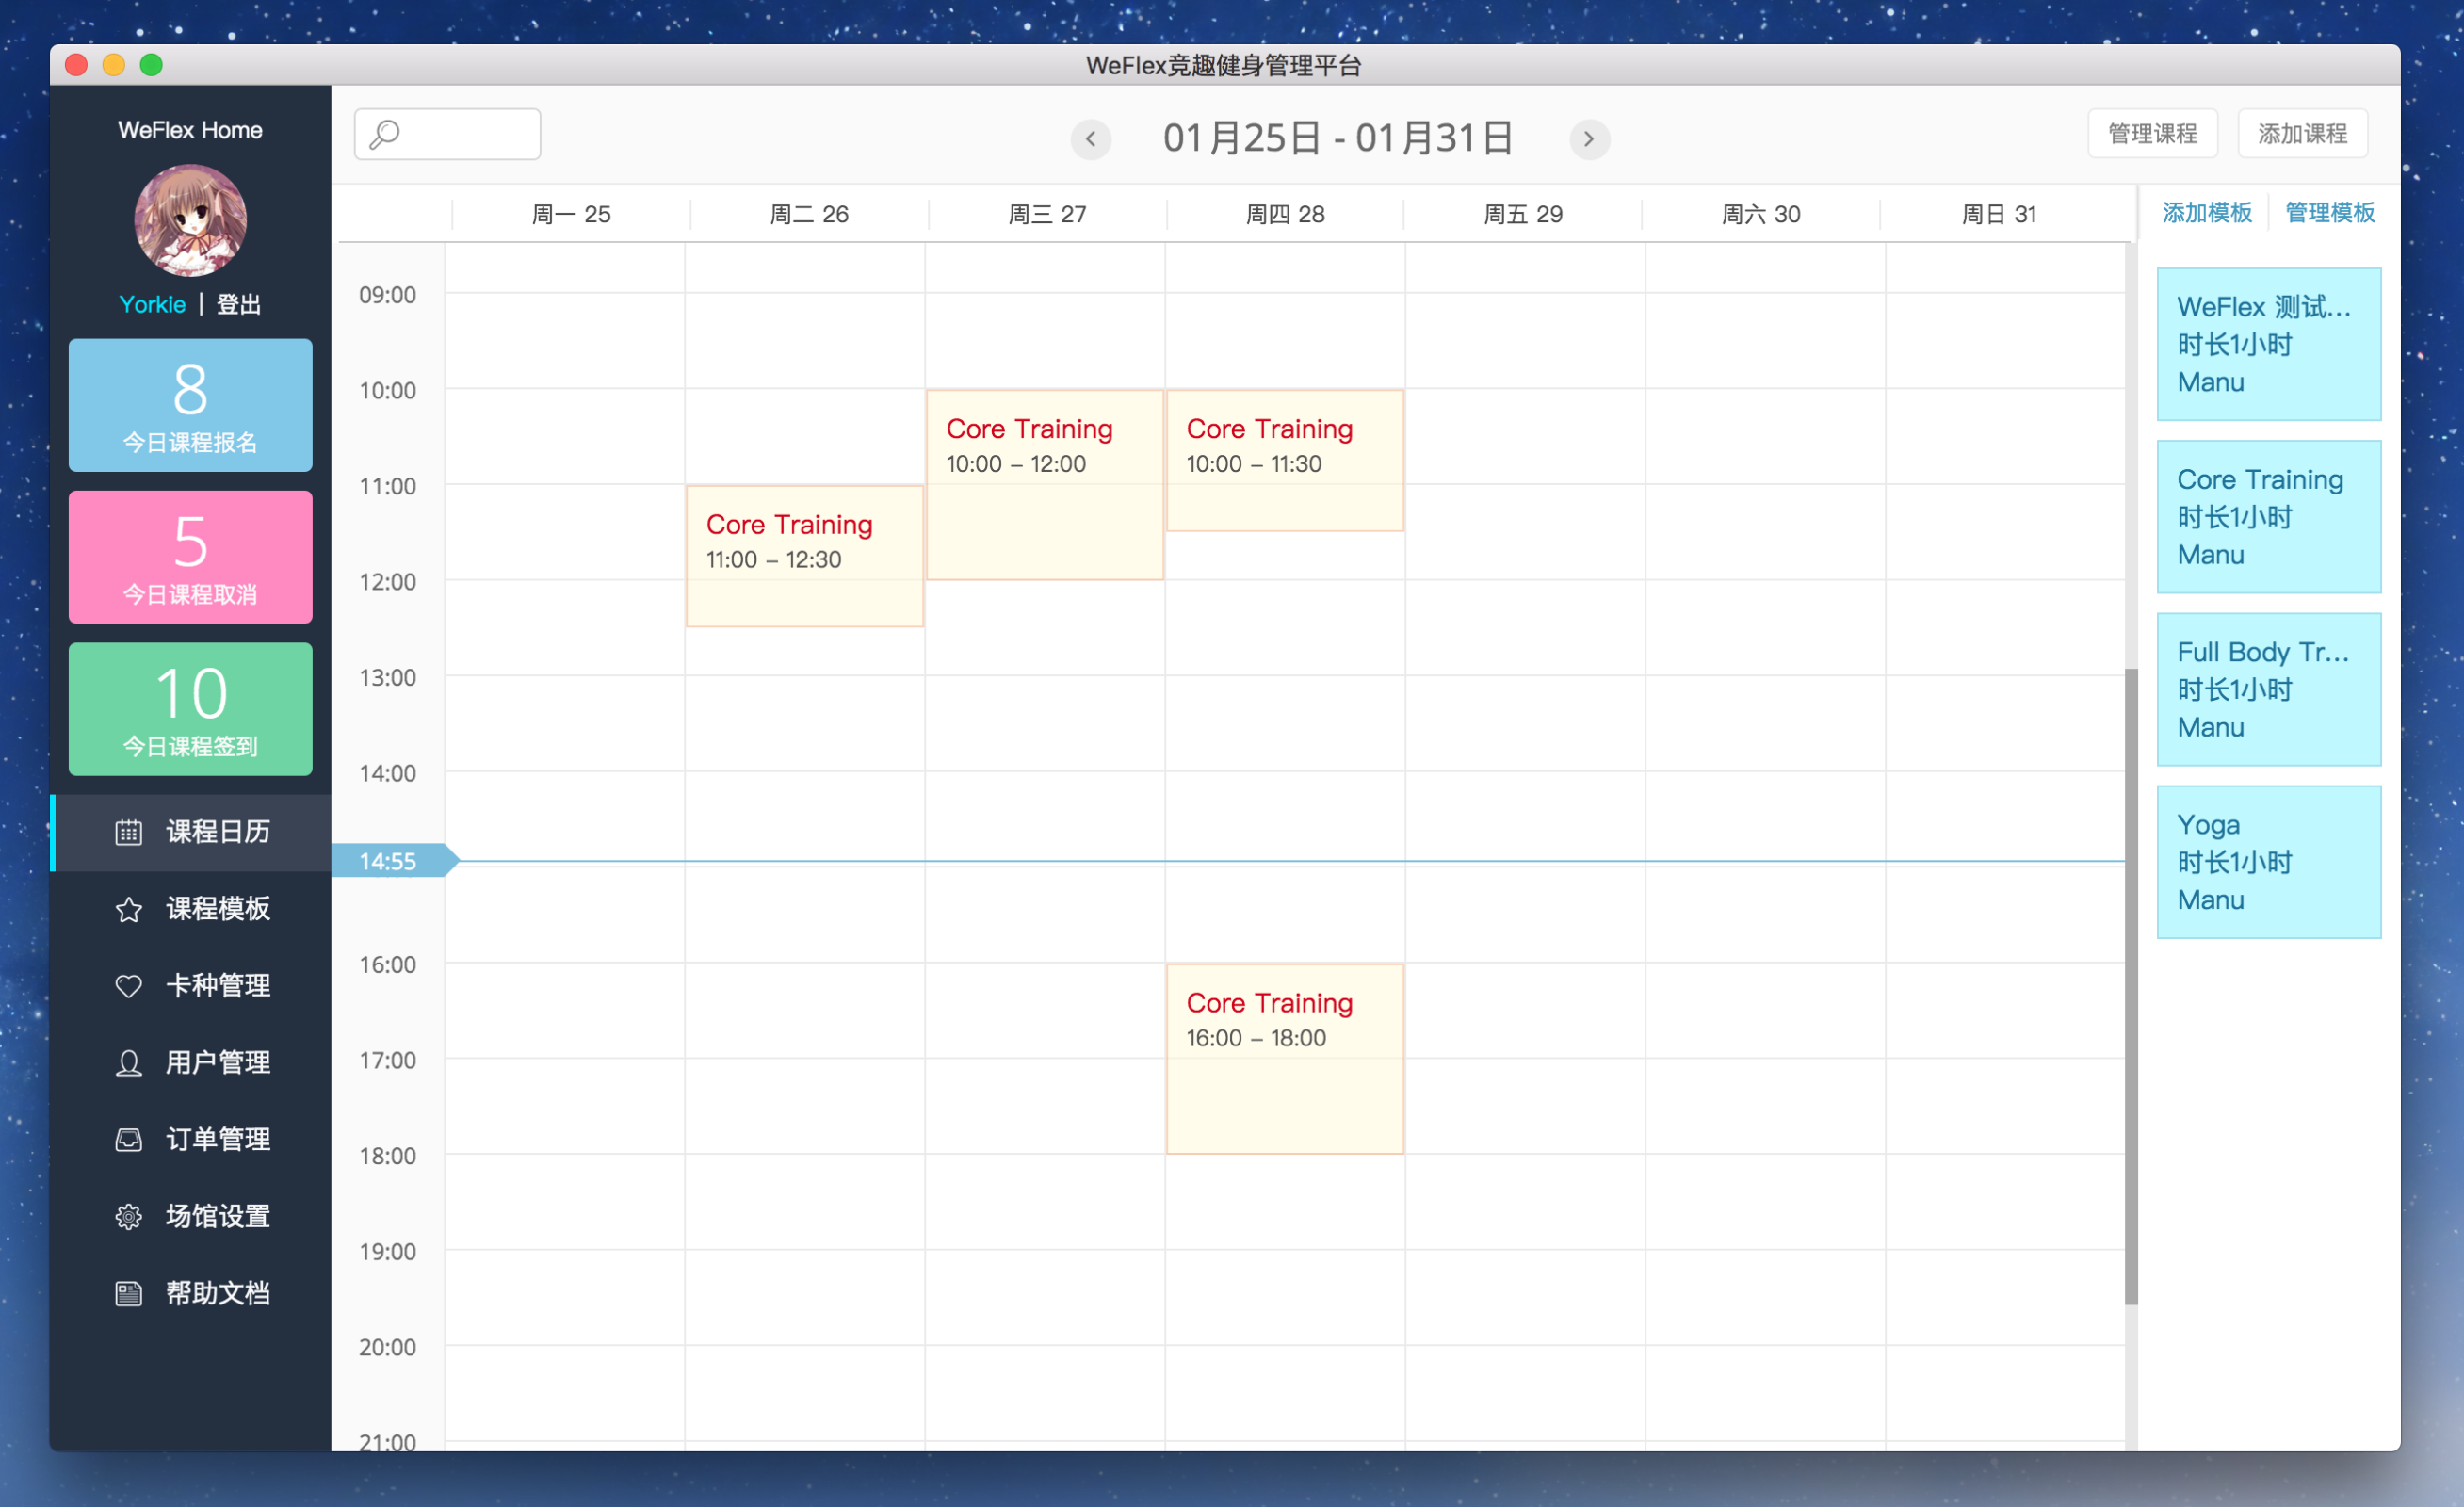 WeFlex竞趣健身管理平台
WeFlex Home
Yorkie | 登出
8
今日课程报名
5
今日课程取消
10
今日课程签到
课程日历
课程模板
卡种管理
用户管理
订单管理
场馆设置
帮助文档
01月25日 - 01月31日
管理课程
添加课程
周一 25
周二 26
周三 27
周四 28
周五 29
周六 30
周日 31
09:00
10:00
11:00
12:00
13:00
14:00
14:55
16:00
17:00
18:00
19:00
20:00
21:00
Core Training
11:00 – 12:30
Core Training
10:00 – 12:00
Core Training
10:00 – 11:30
Core Training
16:00 – 18:00
添加模板
管理模板
WeFlex 测试...
时长1小时
Manu
Core Training
时长1小时
Manu
Full Body Tr...
时长1小时
Manu
Yoga
时长1小时
Manu